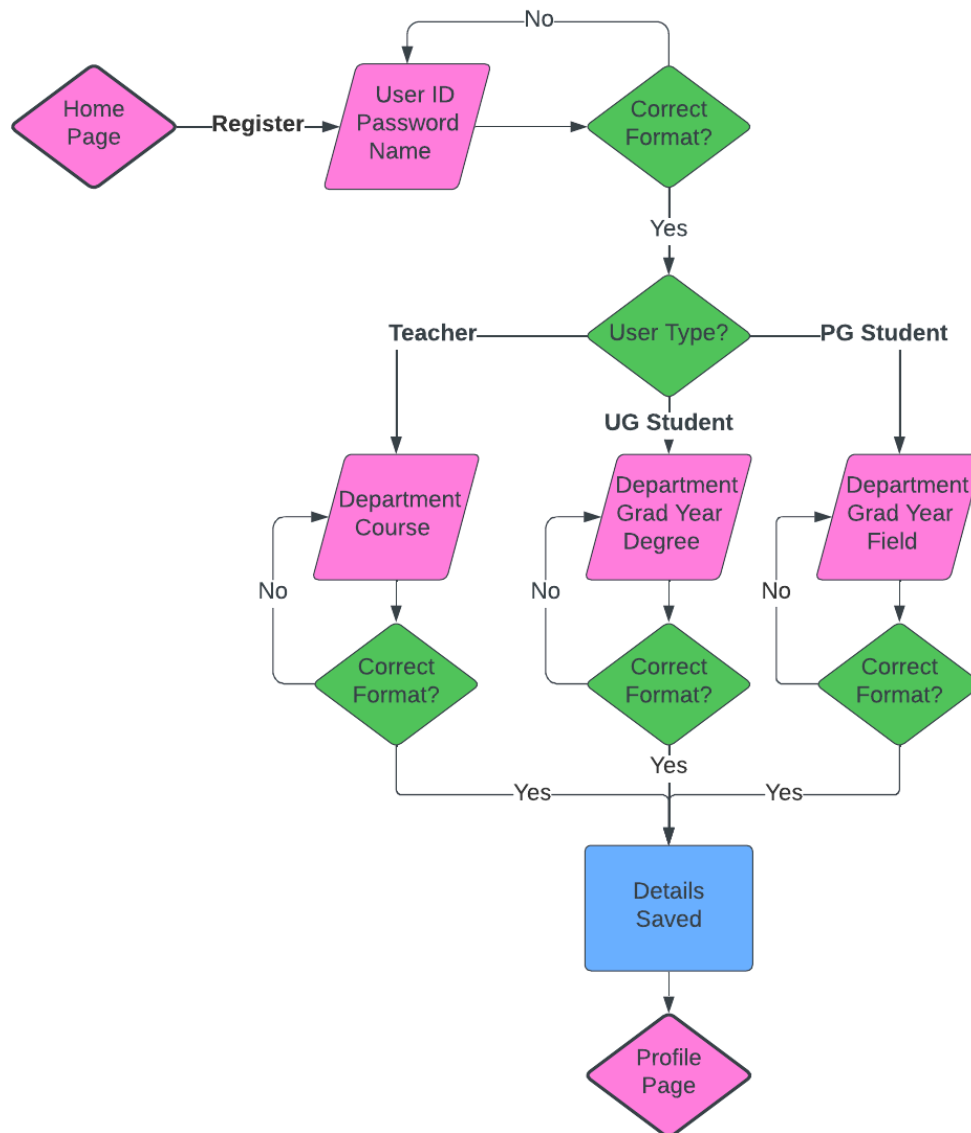 No
Home
Page
Register
User ID
Password
Name
Correct
Format?
Yes
Teacher
User Type?
PG Student
UG Student
Department
Course
Department
Grad Year
Degree
Department
Grad Year
Field
No
No
No
Correct
Format?
Correct
Format?
Correct
Format?
Yes
Yes
Yes
Details
Saved
Profile
Page